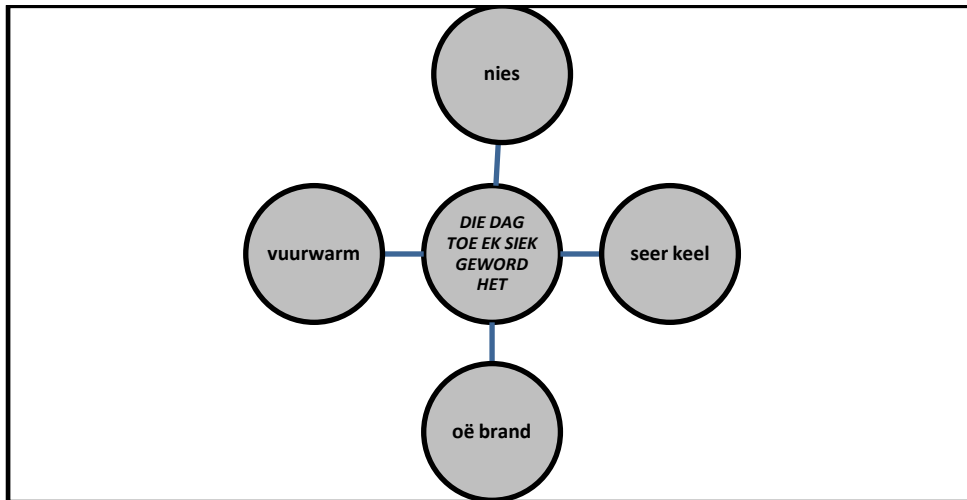 nies
vuurwarm
DIE DAG
TOE EK SIEK
GEWORD
HET
seer keel
oë brand